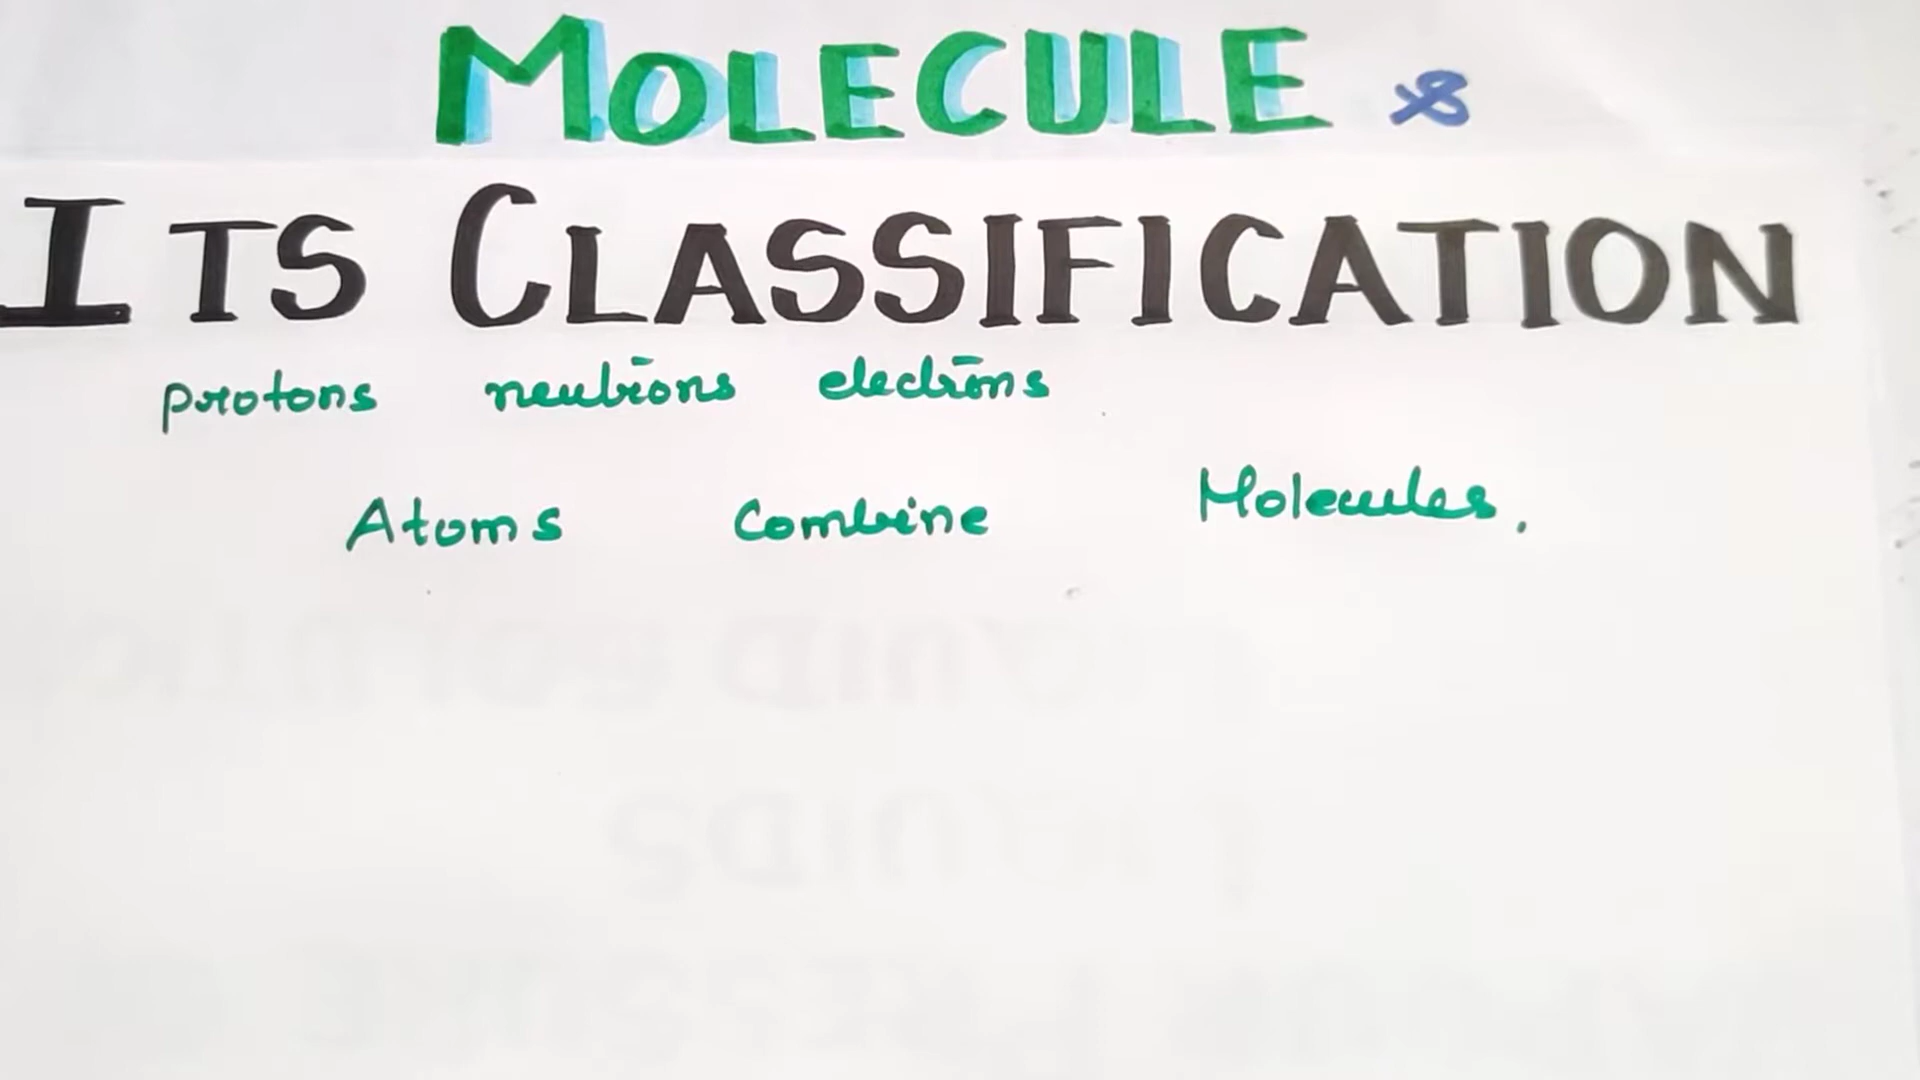 MOLECULE &
ITS CLASSIFICATION
protons neutrons electrons
Atoms Combine Molecules.